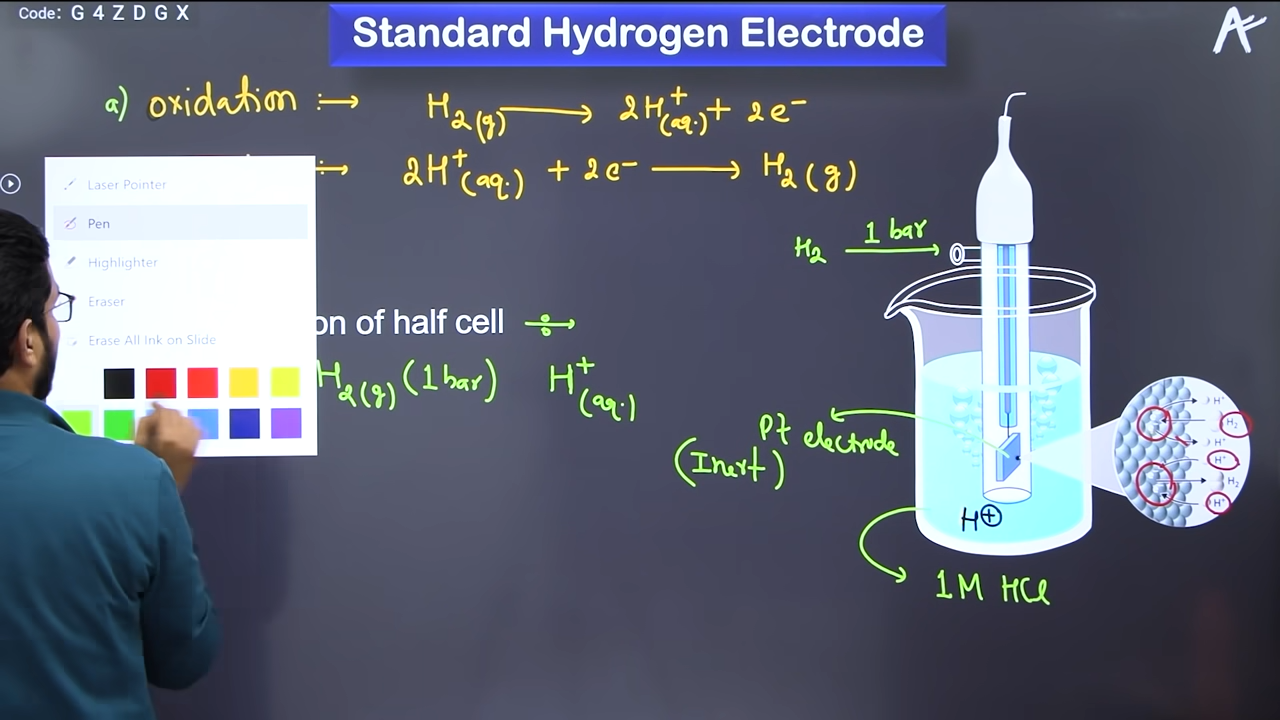 Code: G 4 Z D G X
Standard Hydrogen Electrode
a) oxidation :→ H₂(g) → 2H⁺(aq.) + 2e⁻
:→ 2H⁺(aq.) + 2e⁻ → H₂(g)
Laser Pointer
Pen
Highlighter
Eraser
Erase All Ink on Slide
H₂ 1 bar →
on of half cell
H₂(g) (1 bar) H⁺(aq.)
Pt electrode
(Inert)
H⊕
1M HCl
H⁺
H₂
H⁺
H⁺
H₂
H⁺